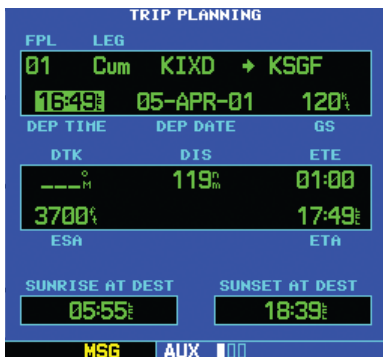 TRIP PLANNING
FPL LEG
01 Cum KIXD → KSGF
16:49 05-APR-01 120kt
DEP TIME DEP DATE GS
DTK DIS ETE
___°M 119nm 01:00
3700ft 17:49
ESA ETA
SUNRISE AT DEST SUNSET AT DEST
05:55 18:39
MSG AUX